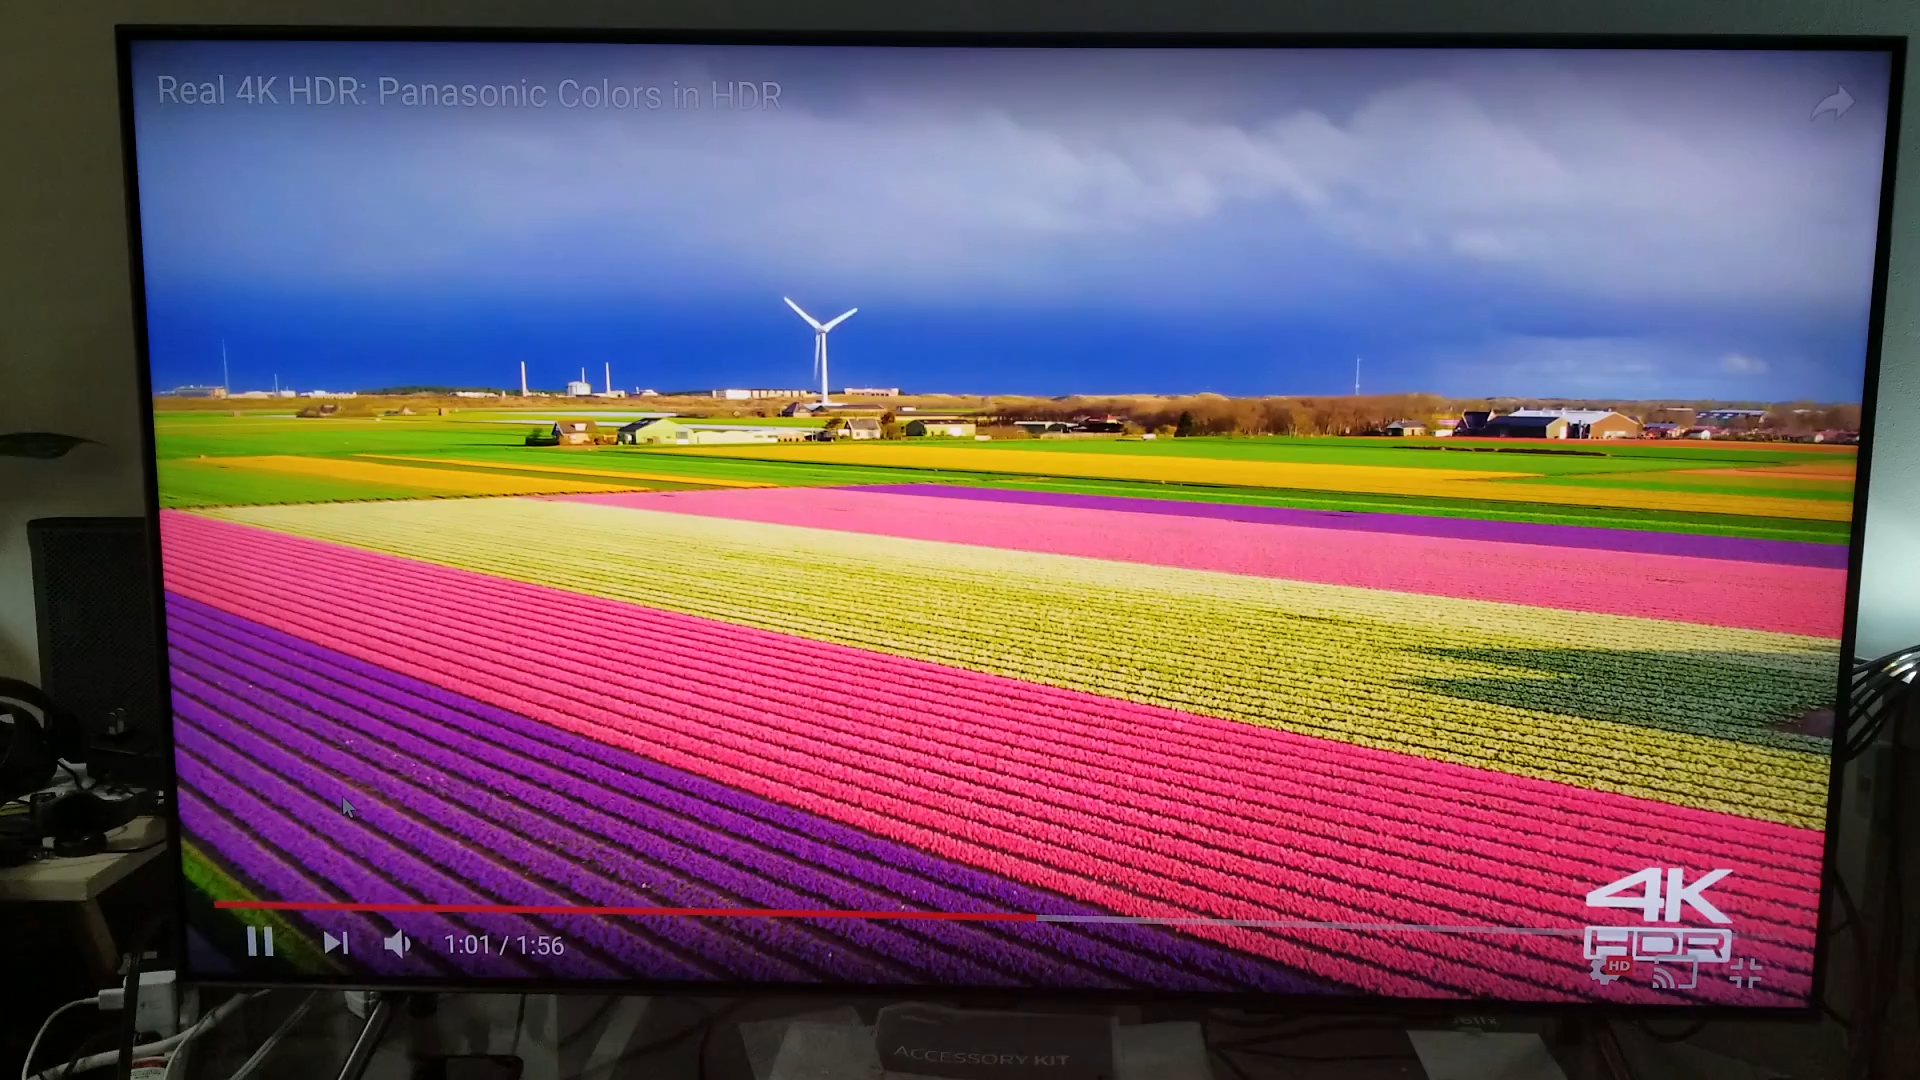 Real 4K HDR: Panasonic Colors in HDR
4K
HDR
1:01 / 1:56
HD
ACCESSORY KIT